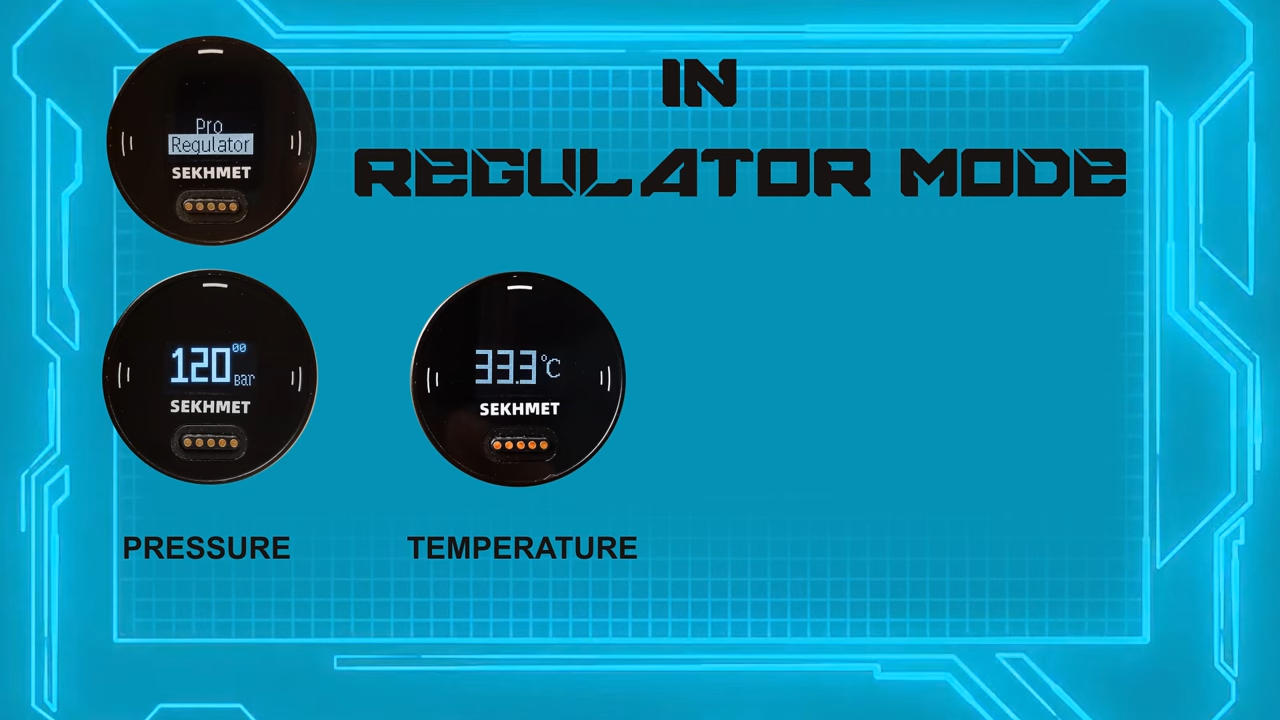 IN
REGULATOR MODE
Pro
Regulator
SEKHMET
120 00
Bar
SEKHMET
33.3°C
SEKHMET
PRESSURE
TEMPERATURE